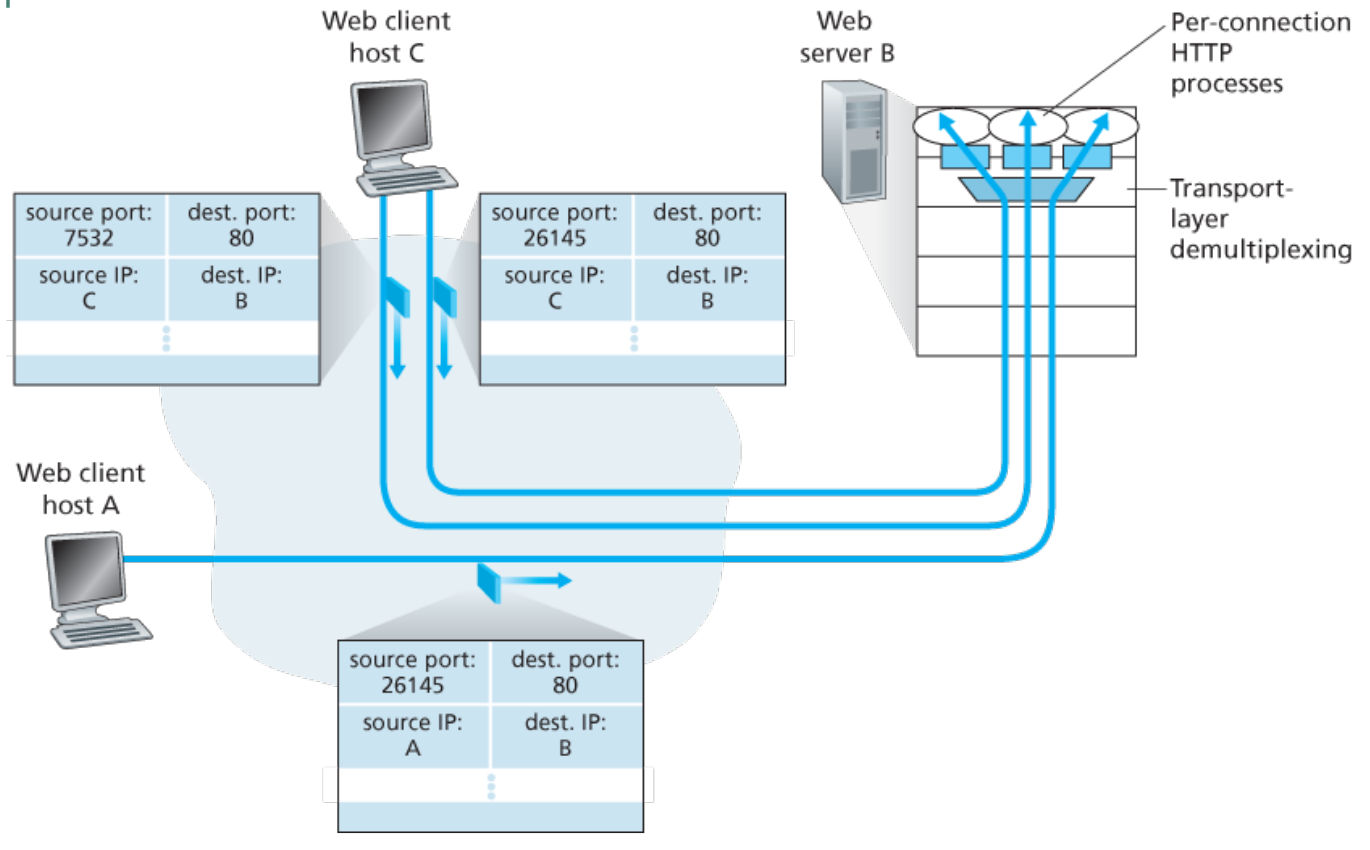 Web client
host C
Web
server B
Per-connection
HTTP
processes
Transport-
layer
demultiplexing
source port:
7532
dest. port:
80
source IP:
C
dest. IP:
B
source port:
26145
dest. port:
80
source IP:
C
dest. IP:
B
Web client
host A
source port:
26145
dest. port:
80
source IP:
A
dest. IP:
B